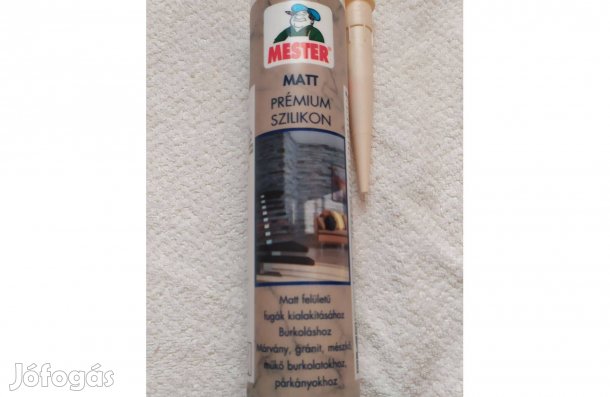 MESTER®
MATT
PRÉMIUM
SZILIKON
Matt felületű
fugák kialakításához
Burkoláshoz
Márvány, gránit, mészkő,
műkő burkolatokhoz,
párkányokhoz
Jófogás